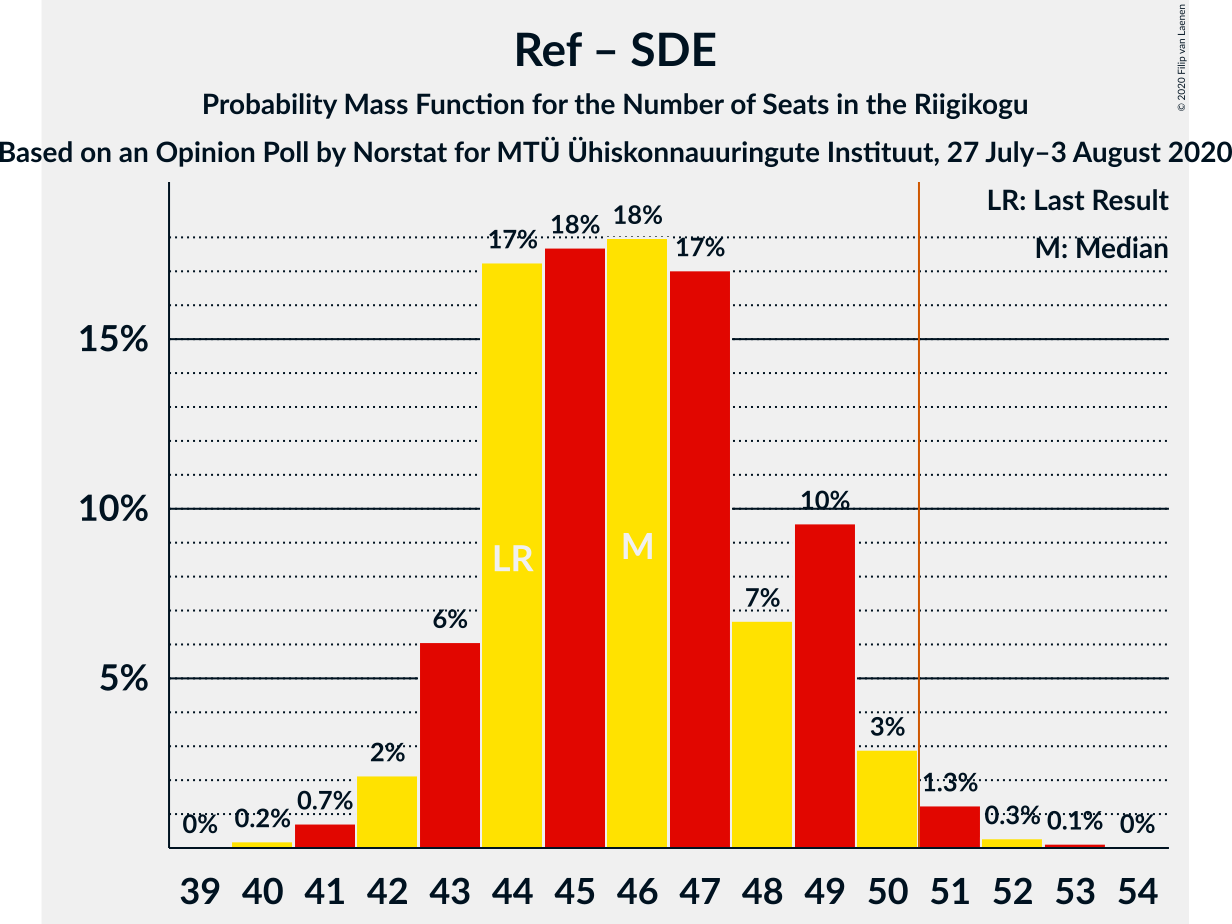 Ref – SDE
Probability Mass Function for the Number of Seats in the Riigikogu
Based on an Opinion Poll by Norstat for MTÜ Ühiskonnauuringute Instituut, 27 July–3 August 2020
© 2020 Filip van Laenen
LR: Last Result
M: Median
15%
10%
5%
0% 0.2% 0.7% 2% 6% 17% 18% 18% 17% 7% 10% 3% 1.3% 0.3% 0.1% 0%
LR M
39 40 41 42 43 44 45 46 47 48 49 50 51 52 53 54